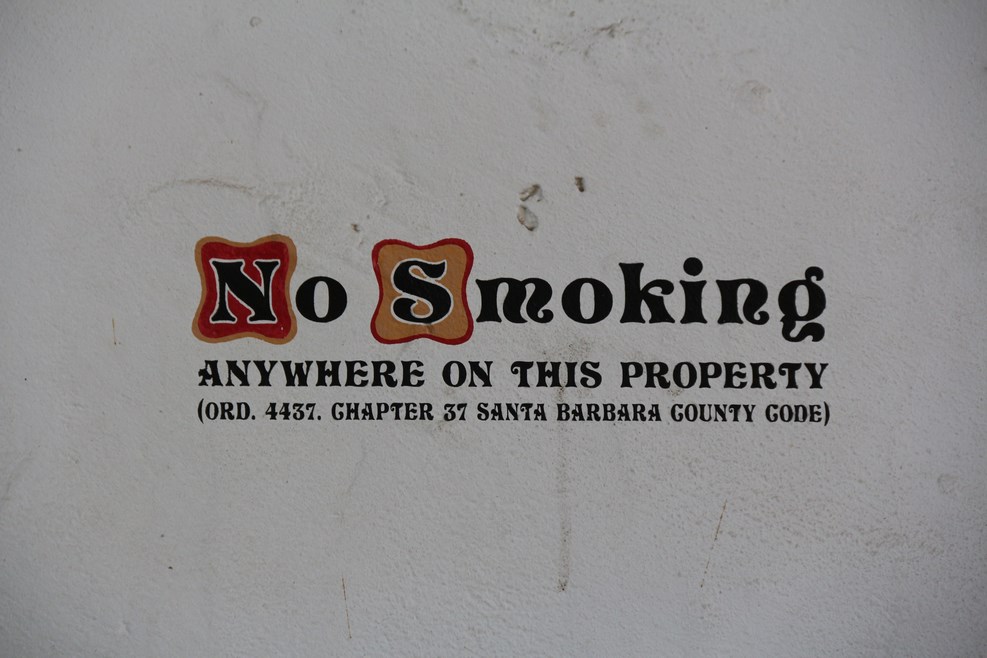 No Smoking
ANYWHERE ON THIS PROPERTY
(ORD. 4437. CHAPTER 37 SANTA BARBARA COUNTY CODE)